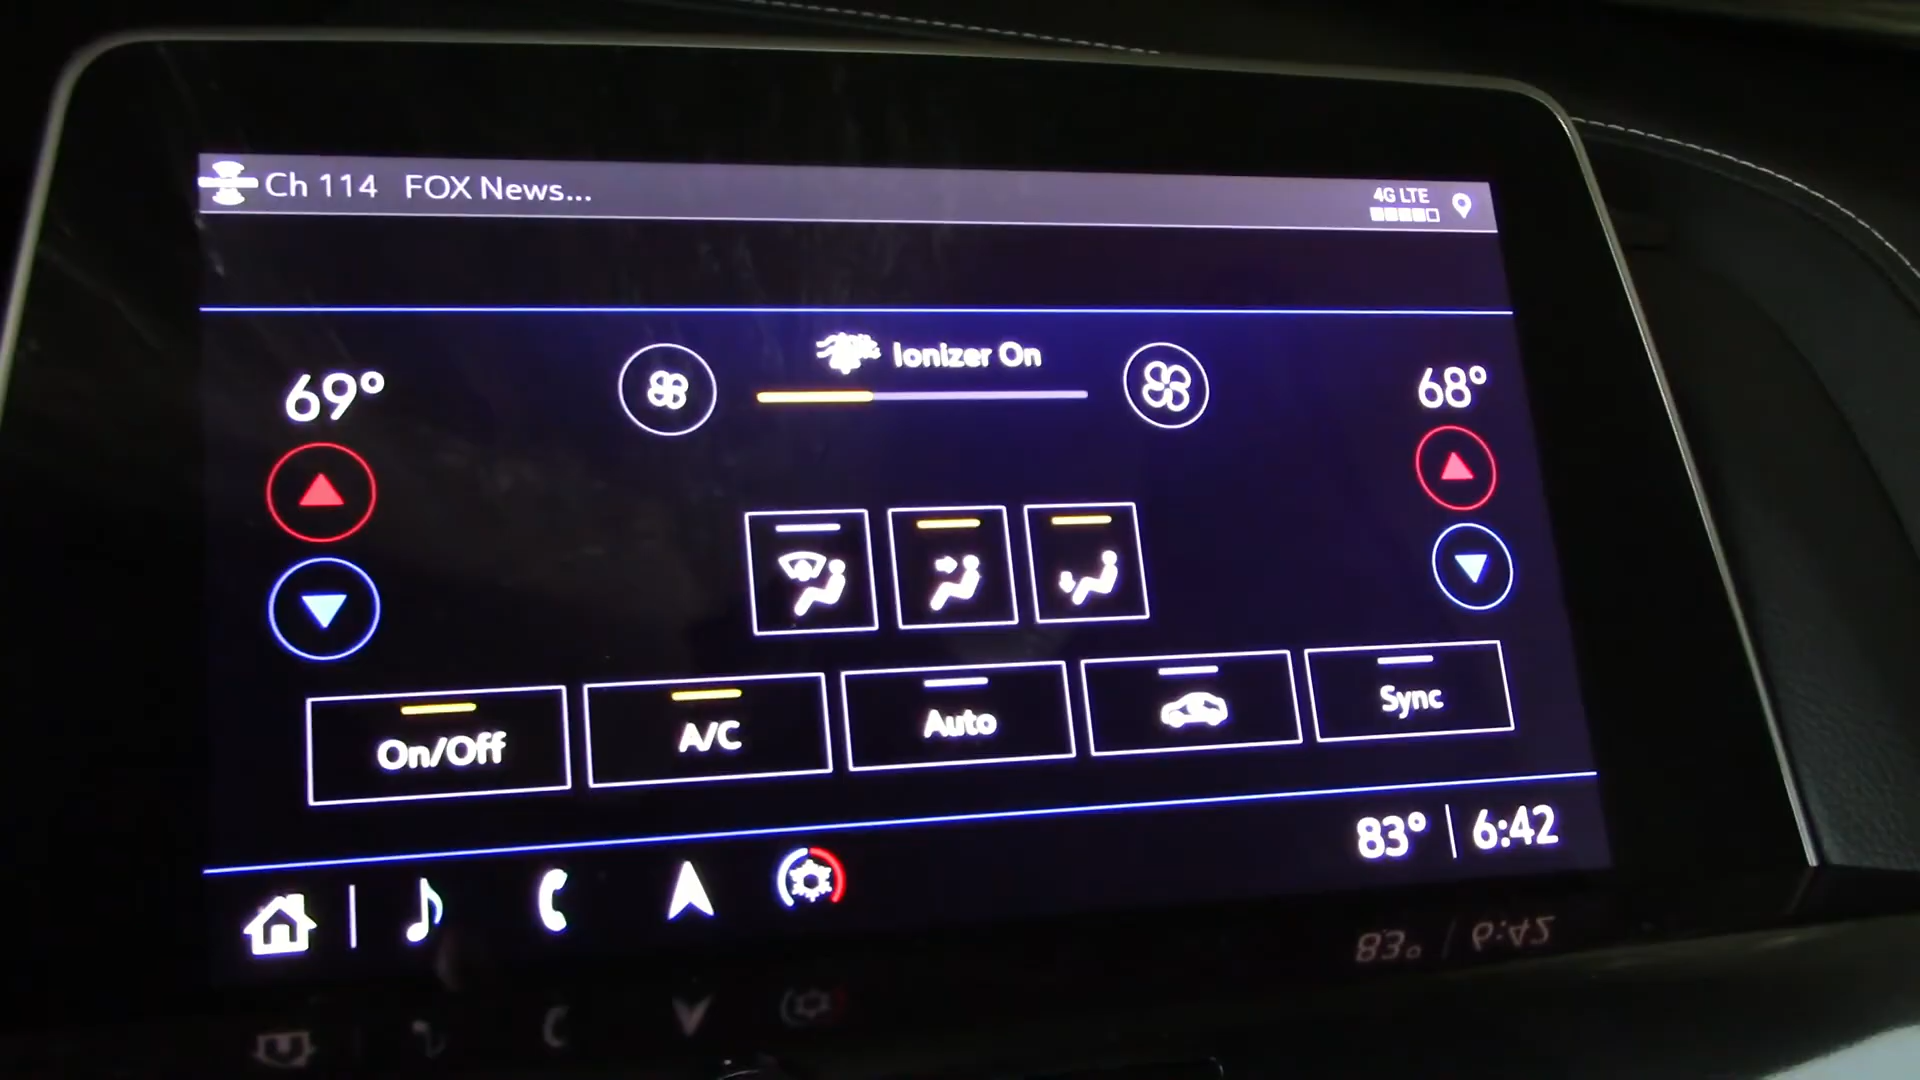 Ch 114 FOX News...
4G LTE
Ionizer On
69°
68°
On/Off
A/C
Auto
Sync
83° | 6:42